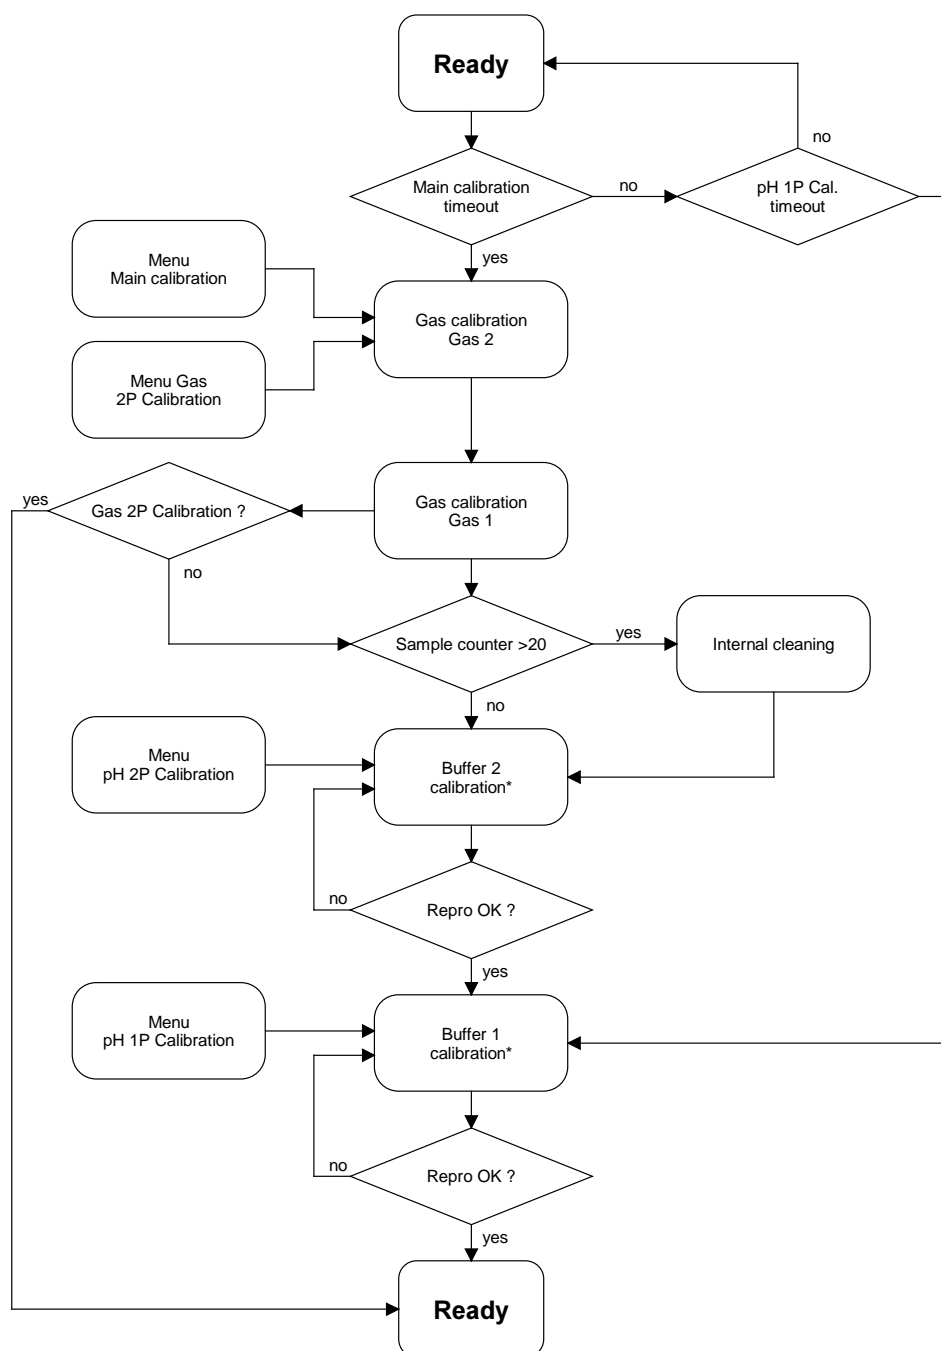 Ready
no
Main calibration
timeout
no
pH 1P Cal.
timeout
yes
Menu
Main calibration
Gas calibration
Gas 2
Menu Gas
2P Calibration
yes
Gas 2P Calibration ?
Gas calibration
Gas 1
no
Sample counter >20
yes
Internal cleaning
no
Menu
pH 2P Calibration
Buffer 2
calibration*
no
Repro OK ?
yes
Menu
pH 1P Calibration
Buffer 1
calibration*
no
Repro OK ?
yes
Ready